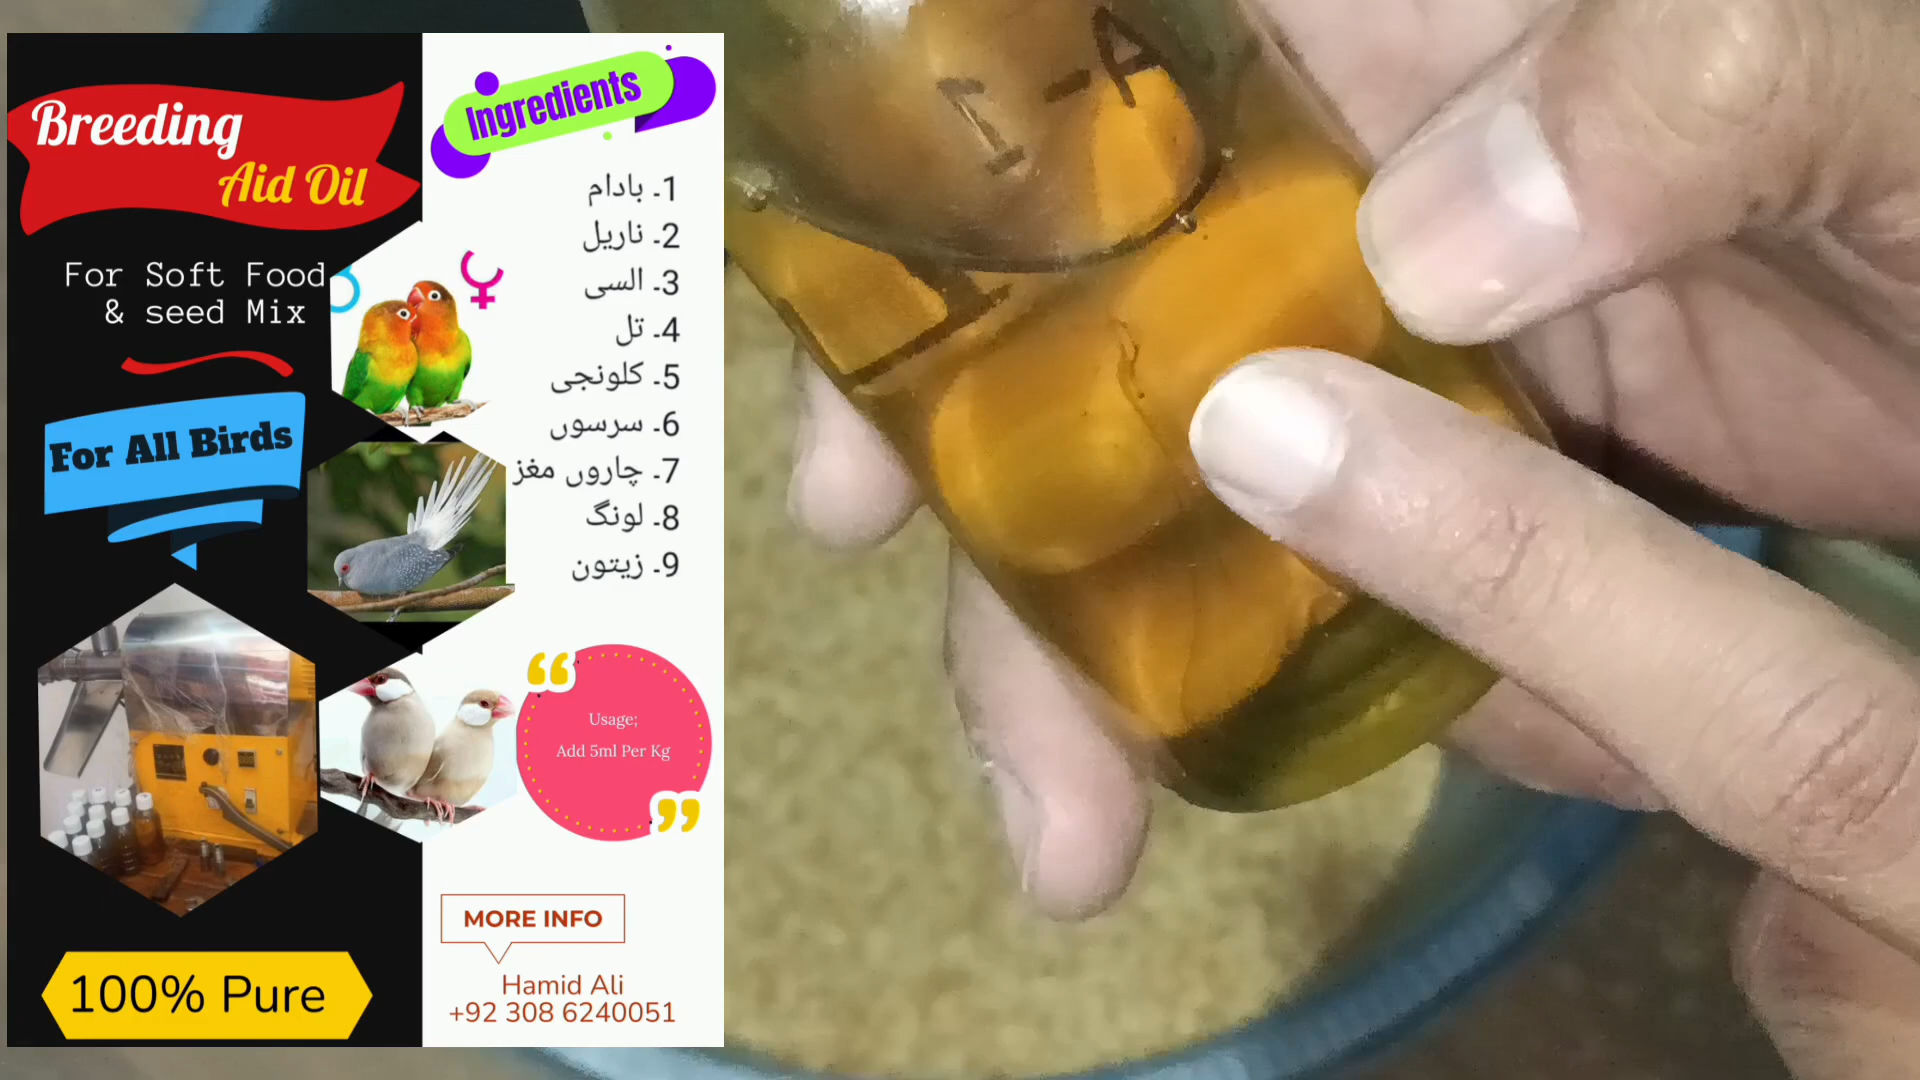 Breeding
Aid Oil
For Soft Food
& seed Mix
For All Birds
100% Pure
Ingredients
1۔ بادام
2۔ ناریل
3۔ السی
4۔ تل
5۔ کلونجی
6۔ سرسوں
7۔ چاروں مغز
8۔ لونگ
9۔ زیتون
Usage;
Add 5ml Per Kg
MORE INFO
Hamid Ali
+92 308 6240051